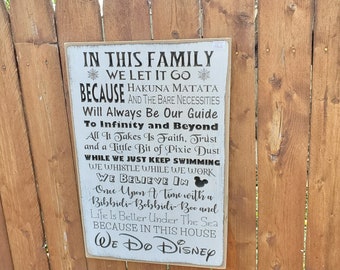 IN THIS FAMILY
WE LET IT GO
BECAUSE HAKUNA MATATA
AND THE BARE NECESSITIES
Will Always Be Our Guide
To Infinity and Beyond
All It Takes Is Faith, Trust
and a Little Bit of Pixie Dust
WHILE WE JUST KEEP SWIMMING
WE WHISTLE WHILE WE WORK
WE BELIEVE IN
Once Upon A Time with a
Bibbidi-Bobbidi-Boo and
Life Is Better Under The Sea
BECAUSE IN THIS HOUSE
We Do Disney